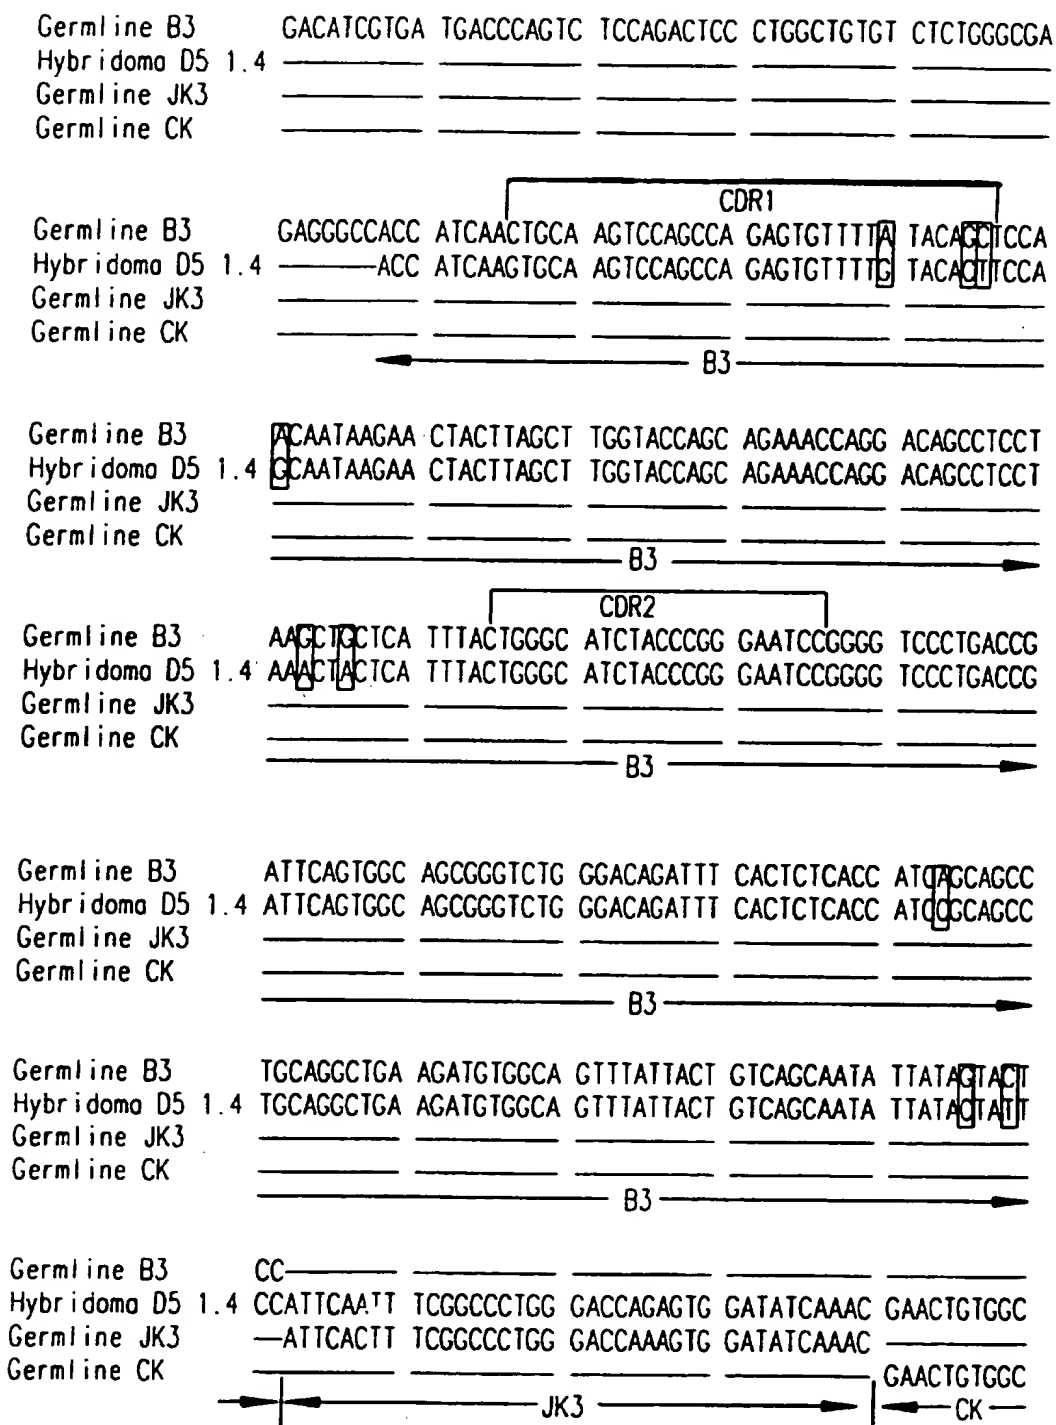 Germline B3 GACATCGTGA TGACCCAGTC TCCAGACTCC CTGGCTGTGT CTCTGGGCGA
Hybridoma D5 1.4
Germline JK3
Germline CK
CDR1
Germline B3 GAGGGCCACC ATCAACTGCA AGTCCAGCCA GAGTGTTTTA TACAGCTCCA
Hybridoma D5 1.4 ACC ATCAAGTGCA AGTCCAGCCA GAGTGTTTTG TACACTTCCA
Germline JK3
Germline CK
B3
Germline B3 ACAATAAGAA CTACTTAGCT TGGTACCAGC AGAAACCAGG ACAGCCTCCT
Hybridoma D5 1.4 GCAATAAGAA CTACTTAGCT TGGTACCAGC AGAAACCAGG ACAGCCTCCT
Germline JK3
Germline CK
B3
CDR2
Germline B3 AAGCTGCTCA TTTACTGGGC ATCTACCCGG GAATCCGGGG TCCCTGACCG
Hybridoma D5 1.4 AAACTACTCA TTTACTGGGC ATCTACCCGG GAATCCGGGG TCCCTGACCG
Germline JK3
Germline CK
B3
Germline B3 ATTCAGTGGC AGCGGGTCTG GGACAGATTT CACTCTCACC ATCAGCAGCC
Hybridoma D5 1.4 ATTCAGTGGC AGCGGGTCTG GGACAGATTT CACTCTCACC ATCCGCAGCC
Germline JK3
Germline CK
B3
Germline B3 TGCAGGCTGA AGATGTGGCA GTTTATTACT GTCAGCAATA TTATAGTACT
Hybridoma D5 1.4 TGCAGGCTGA AGATGTGGCA GTTTATTACT GTCAGCAATA TTATACTATT
Germline JK3
Germline CK
B3
Germline B3 CC
Hybridoma D5 1.4 CCATTCAATT TCGGCCCTGG GACCAGAGTG GATATCAAAC GAACTGTGGC
Germline JK3 ATTCACTT TCGGCCCTGG GACCAAAGTG GATATCAAAC
Germline CK GAACTGTGGC
JK3 CK